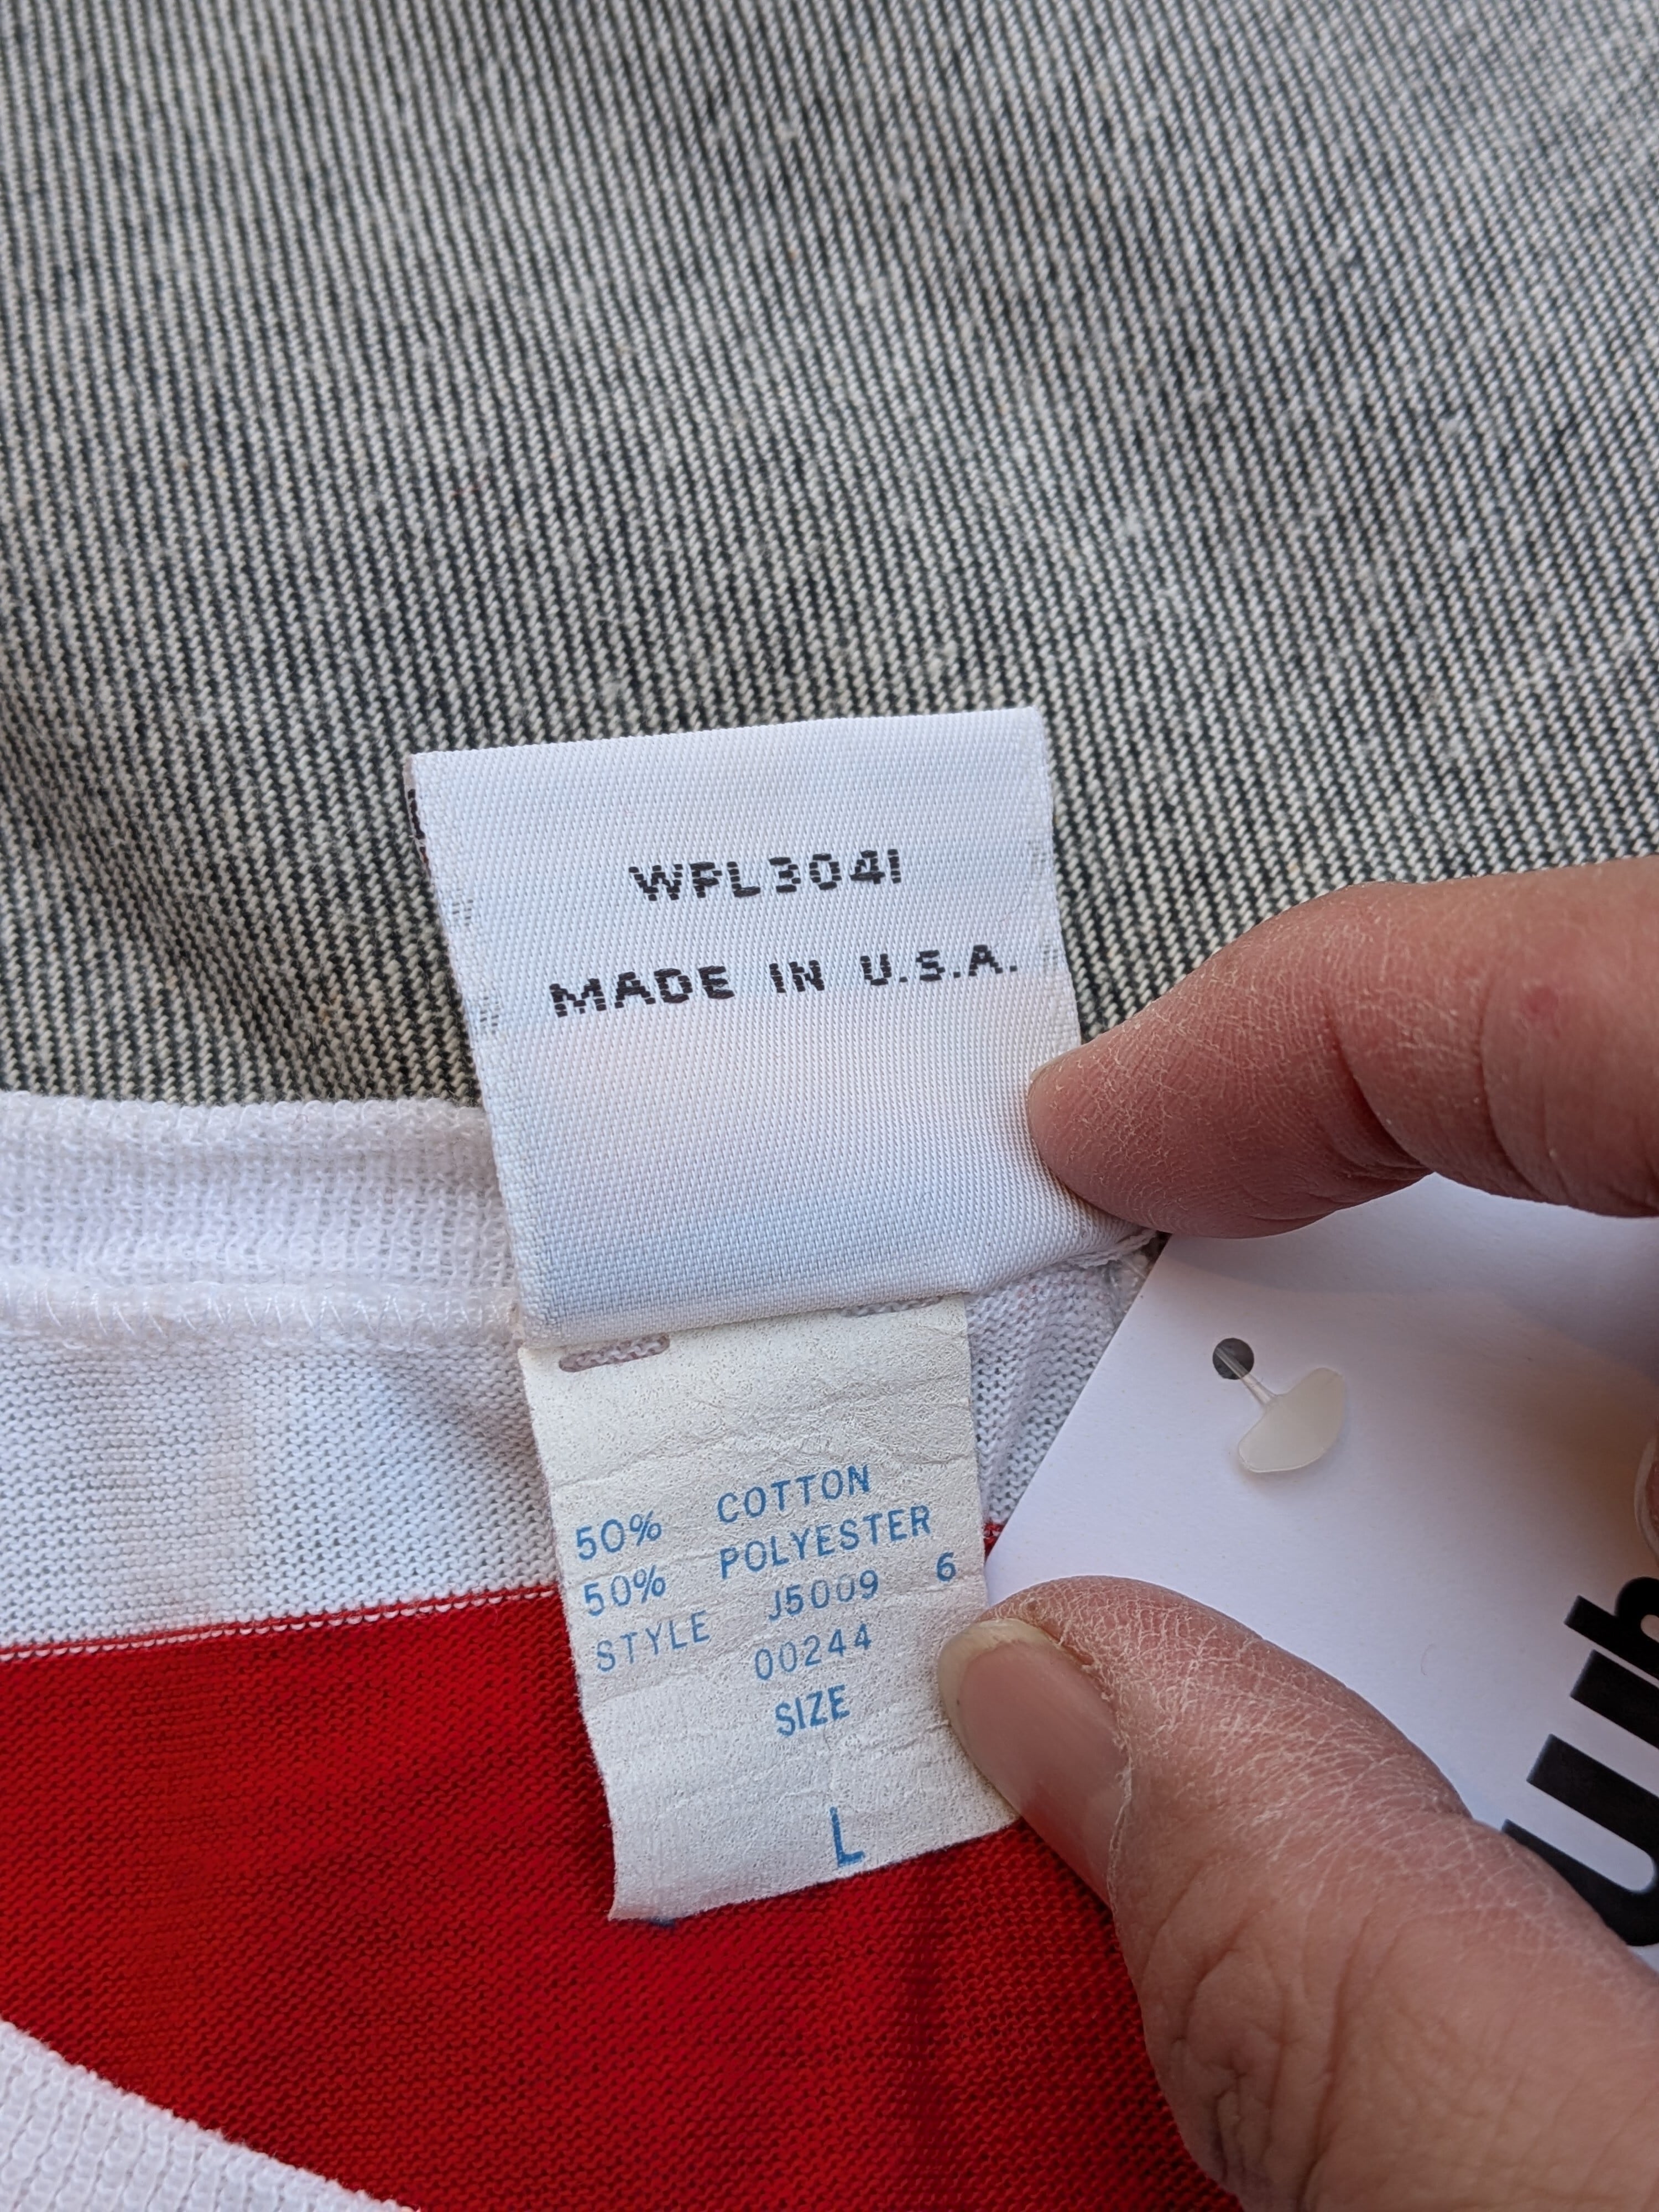 WPL3041
MADE IN U.S.A.
50% COTTON
50% POLYESTER
STYLE J5009 6
00244
SIZE
L